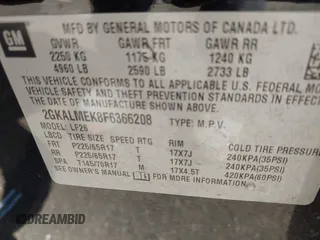 GM
MFD BY GENERAL MOTORS OF CANADA LTD.
GVWR GAWR FRT GAWR RR
2250 KG 1175 KG 1240 KG
4960 LB 2590 LB 2733 LB
THIS VEHICLE CONFORMS TO ALL APPLICABLE U.S. FEDERAL
VEHICLE SAFETY, BUMPER, AND THEFT PREVENTION STANDARDS IN
EFFECT ON THE DATE OF MANUFACTURE SHOWN ABOVE.
2GKALMEK8F6366208 TYPE: M.P.V.
MODEL: LF26
TIRE SIZE SPEED RTG RIM COLD TIRE PRESSURE
FRT P225/65R17 T 17X7J 240KPA(35PSI)
RR P225/65R17 T 17X7J 240KPA(35PSI)
SPA T145/70R17 M 17X4.5T 420KPA(60PSI)
SEE OWNER'S MANUAL FOR ADDITIONAL INFORMATION.
REDAMBID